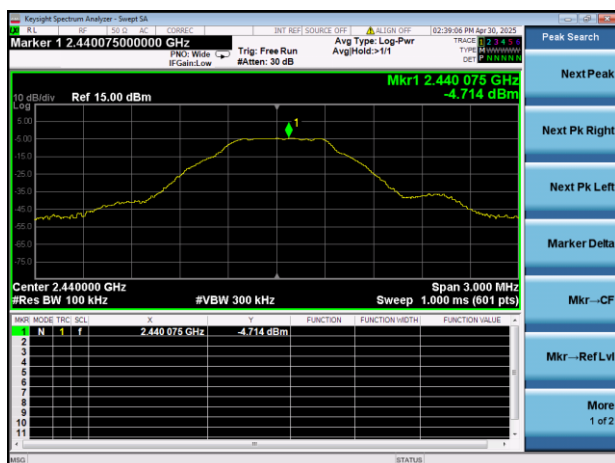 Keysight Spectrum Analyzer - Swept SA
RL RF 50 Ω AC CORREC INT REF SOURCE OFF ALIGN OFF 02:39:06 PM Apr 30, 2025
Marker 1 2.440075000000 GHz
PNO: Wide
IFGain:Low
Trig: Free Run
#Atten: 30 dB
Avg Type: Log-Pwr
Avg|Hold:>1/1
TRACE 1 2 3 4 5 6
TYPE M W W W W W
DET P N N N N N
Mkr1 2.440 075 GHz
-4.714 dBm
10 dB/div Ref 15.00 dBm
Log
5.00
-5.00
-15.0
-25.0
-35.0
-45.0
-55.0
-65.0
-75.0
1
Center 2.440000 GHz Span 3.000 MHz
#Res BW 100 kHz #VBW 300 kHz Sweep 1.000 ms (601 pts)
MKR MODE TRC SCL X Y FUNCTION FUNCTION WIDTH FUNCTION VALUE
1 N 1 f 2.440 075 GHz -4.714 dBm
2
3
4
5
6
7
8
9
10
11
MSG STATUS
Peak Search
Next Peak
Next Pk Right
Next Pk Left
Marker Delta
Mkr→CF
Mkr→Ref Lvl
More
1 of 2